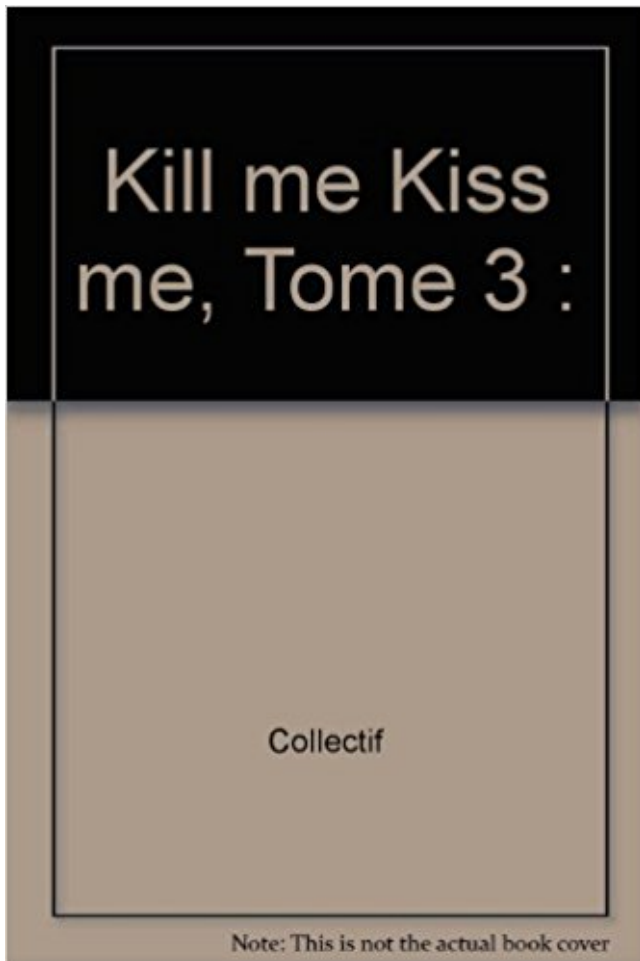 Kill me Kiss
me, Tome 3 :
Collectif
Note: This is not the actual book cover